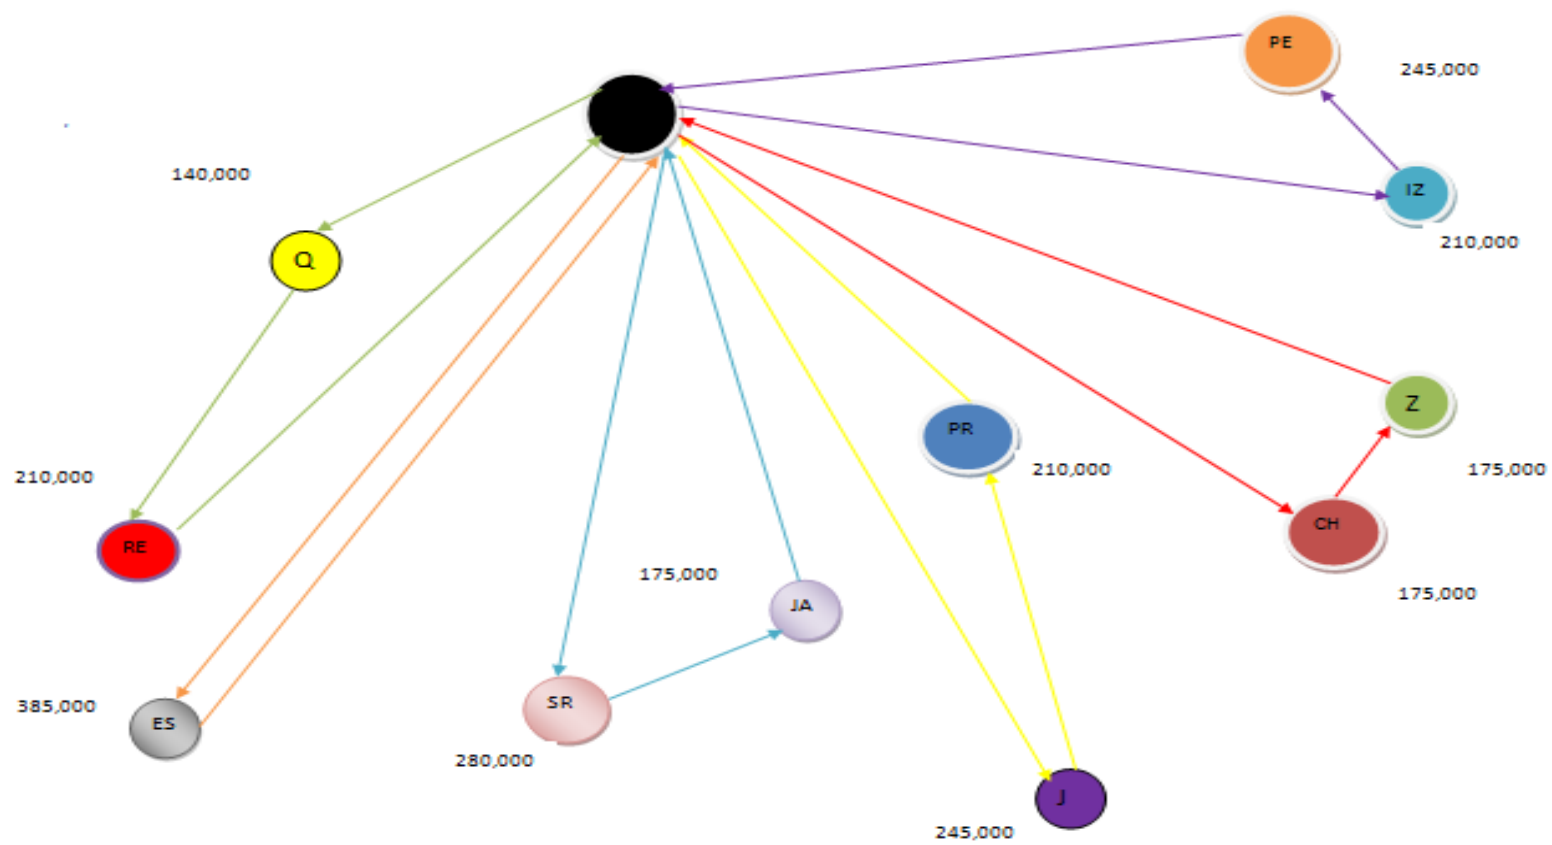 PE
245,000
140,000
IZ
210,000
Q
Z
PR
210,000
175,000
210,000
CH
RE
175,000
175,000
JA
SR
385,000
ES
280,000
J
245,000